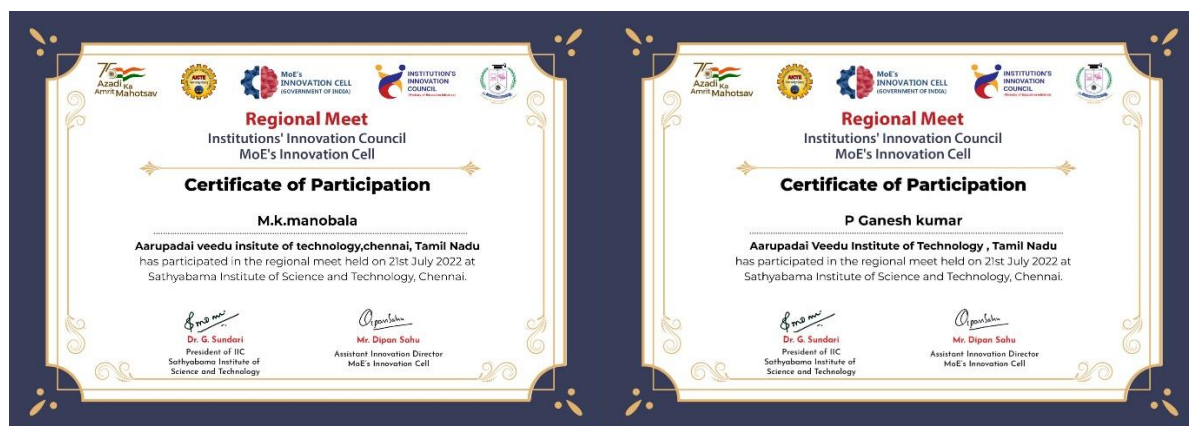 75
Azadi Ka
Amrit Mahotsav
AICTE
MoE's
INNOVATION CELL
(GOVERNMENT OF INDIA)
INSTITUTION'S
INNOVATION
COUNCIL
Regional Meet
Institutions' Innovation Council
MoE's Innovation Cell
Certificate of Participation
M.k.manobala
Aarupadai veedu insitute of technology,chennai, Tamil Nadu
has participated in the regional meet held on 21st July 2022 at
Sathyabama Institute of Science and Technology, Chennai.
Dr. G. Sundari
President of IIC
Sathyabama Institute of
Science and Technology
Mr. Dipan Sahu
Assistant Innovation Director
MoE's Innovation Cell
75
Azadi Ka
Amrit Mahotsav
AICTE
MoE's
INNOVATION CELL
(GOVERNMENT OF INDIA)
INSTITUTION'S
INNOVATION
COUNCIL
Regional Meet
Institutions' Innovation Council
MoE's Innovation Cell
Certificate of Participation
P Ganesh kumar
Aarupadai Veedu Institute of Technology , Tamil Nadu
has participated in the regional meet held on 21st July 2022 at
Sathyabama Institute of Science and Technology, Chennai.
Dr. G. Sundari
President of IIC
Sathyabama Institute of
Science and Technology
Mr. Dipan Sahu
Assistant Innovation Director
MoE's Innovation Cell